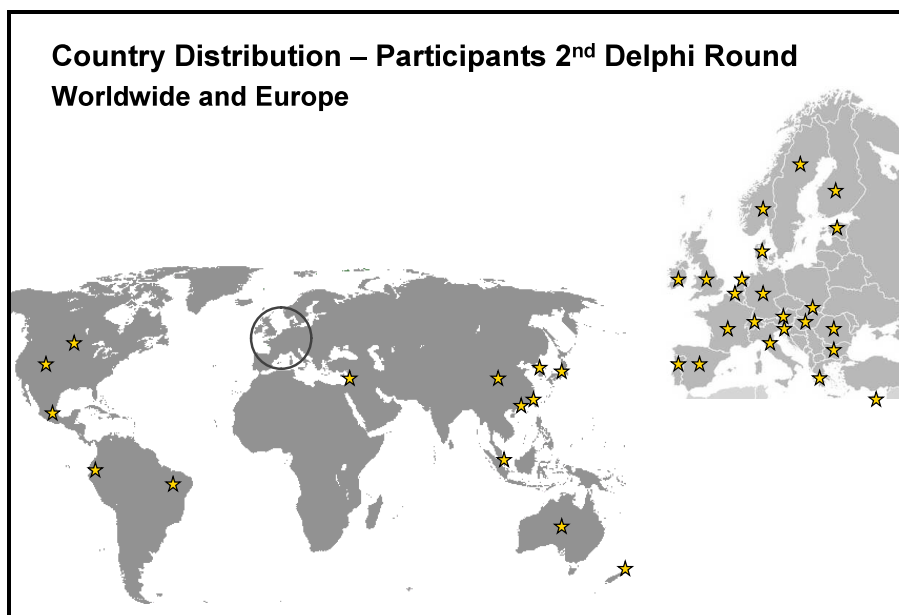 Country Distribution – Participants 2nd Delphi Round
Worldwide and Europe